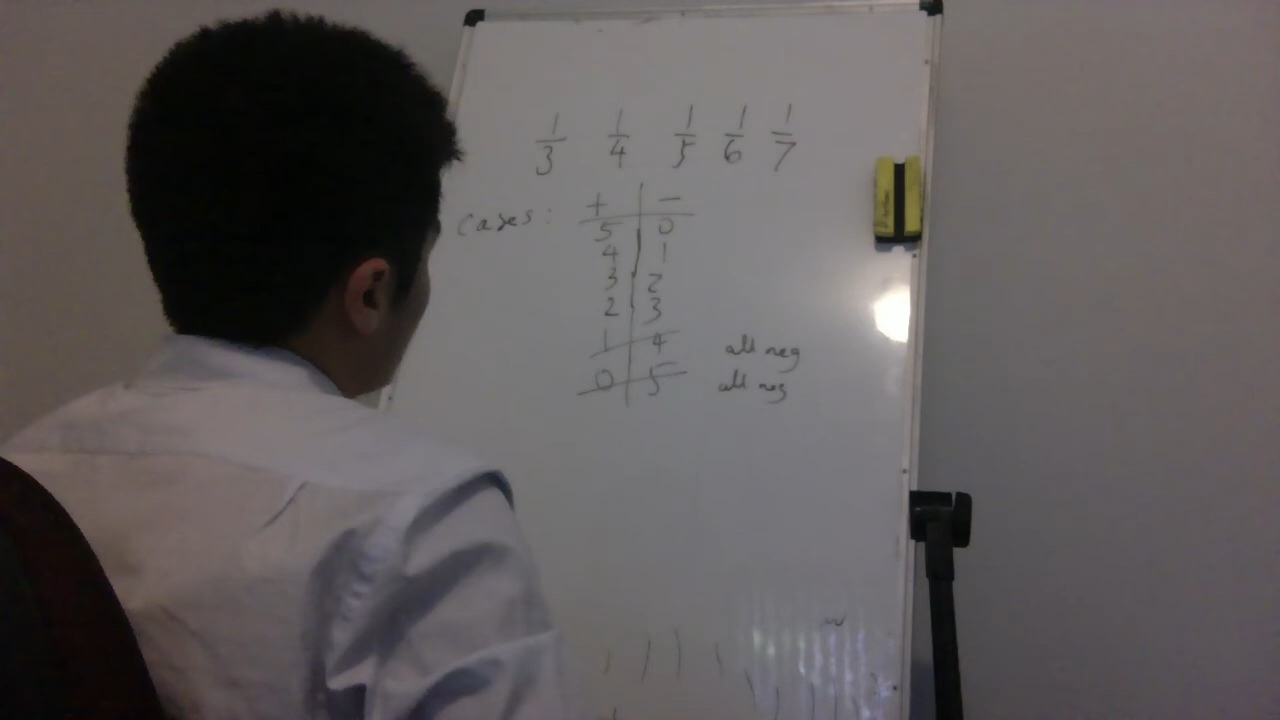 1/3 1/4 1/5 1/6 1/7
cases: + | -
5 | 0
4 | 1
3 | 2
2 | 3
1 | 4 all neg
0 | 5 all neg